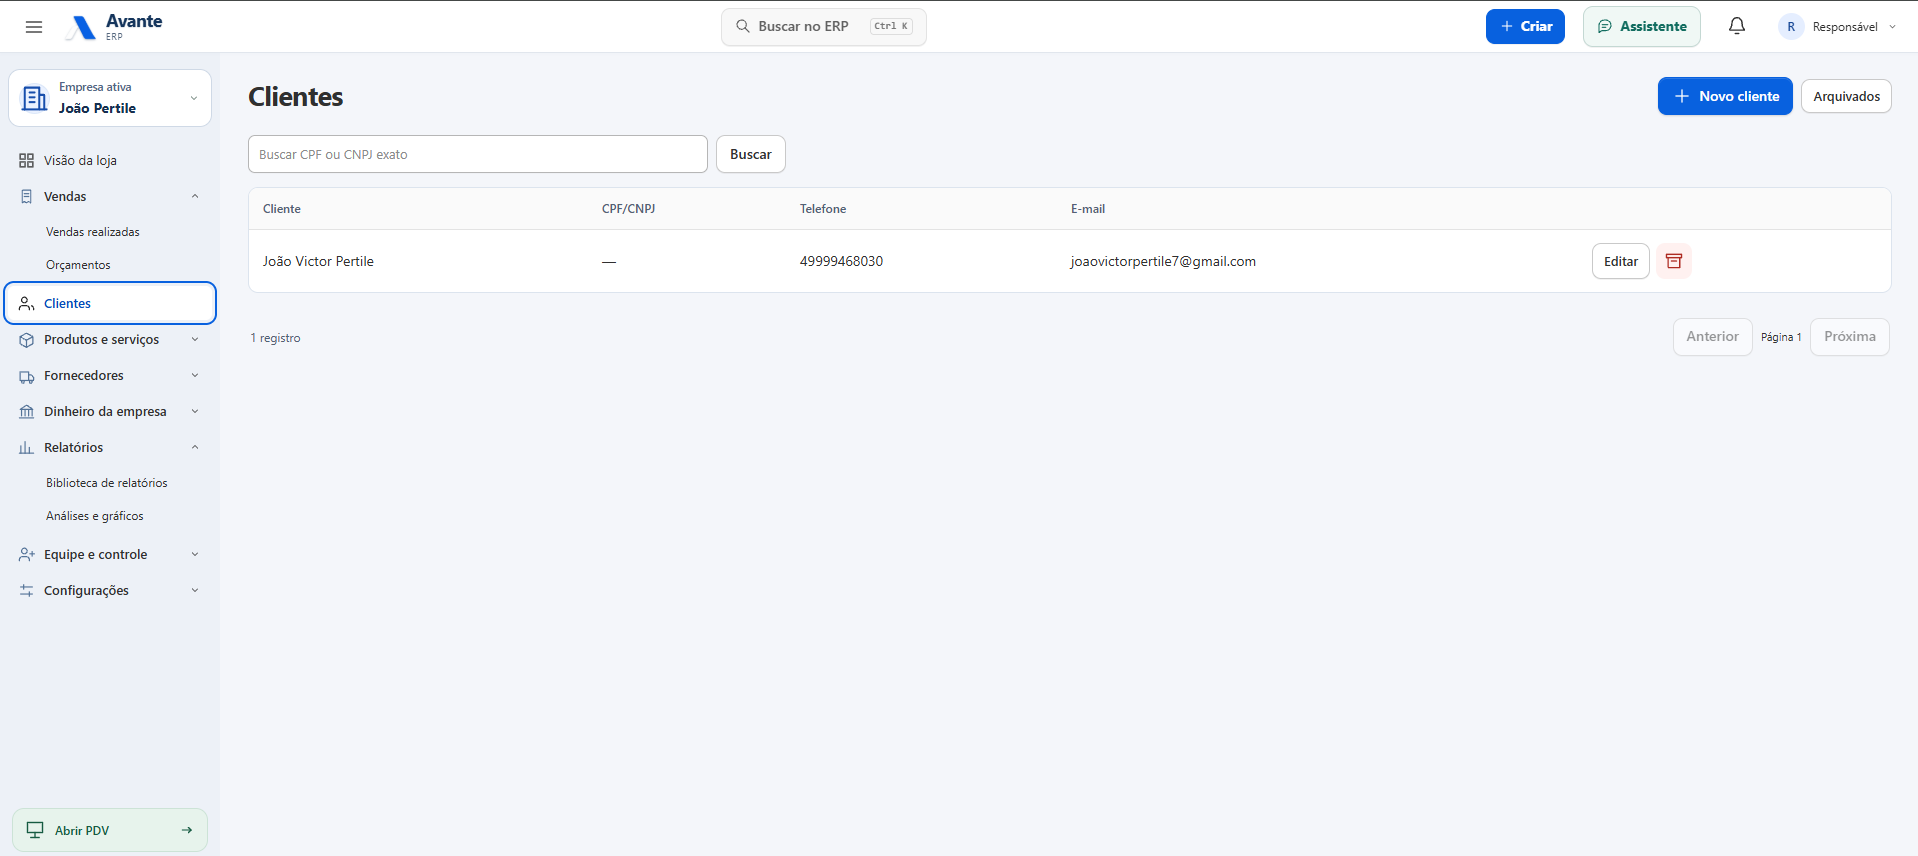 Avante
ERP
Buscar no ERP
Ctrl K
Criar
Assistente
R
Responsável
Empresa ativa
João Pertile
Visão da loja
Vendas
Vendas realizadas
Orçamentos
Clientes
Produtos e serviços
Fornecedores
Dinheiro da empresa
Relatórios
Biblioteca de relatórios
Análises e gráficos
Equipe e controle
Configurações
Abrir PDV
Clientes
Novo cliente
Arquivados
Buscar CPF ou CNPJ exato
Buscar
Cliente CPF/CNPJ Telefone E-mail
João Victor Pertile — 49999468030 joaovictorpertile7@gmail.com Editar
1 registro
Anterior Página 1 Próxima